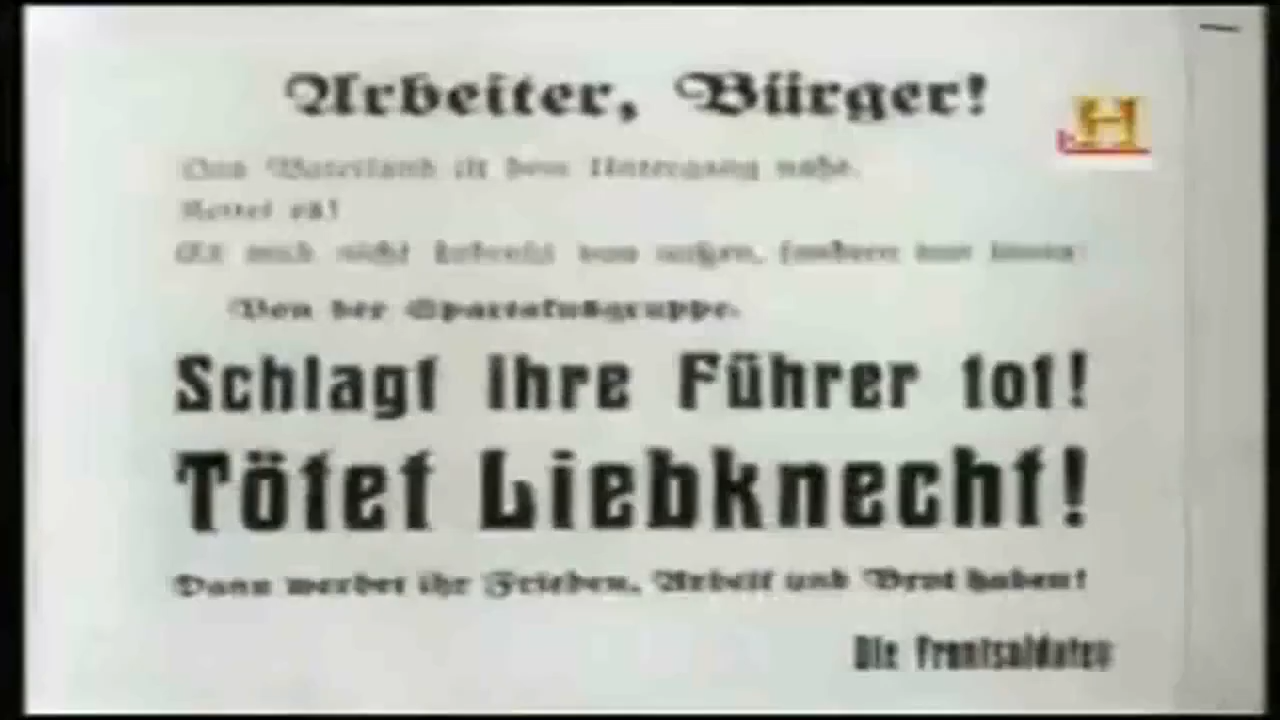 Arbeiter, Bürger!
Das Vaterland ist dem Untergang nahe.
Rettet es!
Es wird nicht bedroht von außen, sondern von innen:
Von der Spartakusgruppe.
Schlagt ihre Führer tot!
Tötet Liebknecht!
Dann werdet ihr Frieden, Arbeit und Brot haben!
Die Frontsoldaten
H